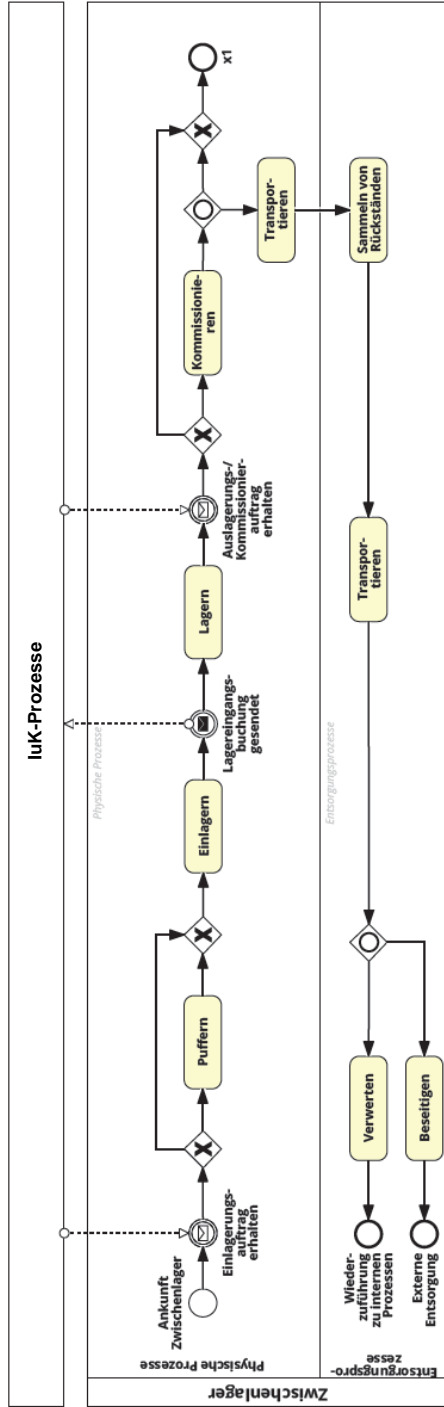 IuK-Prozesse
Zwischenlager
Physische Prozesse
Physische Prozesse
Ankunft
Zwischenlager
Einlagerungs-
auftrag
erhalten
Puffern
Einlagern
Lagereingangs-
buchung
gesendet
Lagern
Auslagerungs-/
Kommissionier-
auftrag
erhalten
Kommissionie-
ren
x1
Transpor-
tieren
Entsorgungspro-
zesse
Entsorgungsprozesse
Wieder-
zuführung
zu internen
Prozessen
Externe
Entsorgung
Verwerten
Beseitigen
Transpor-
tieren
Sammeln von
Rückständen